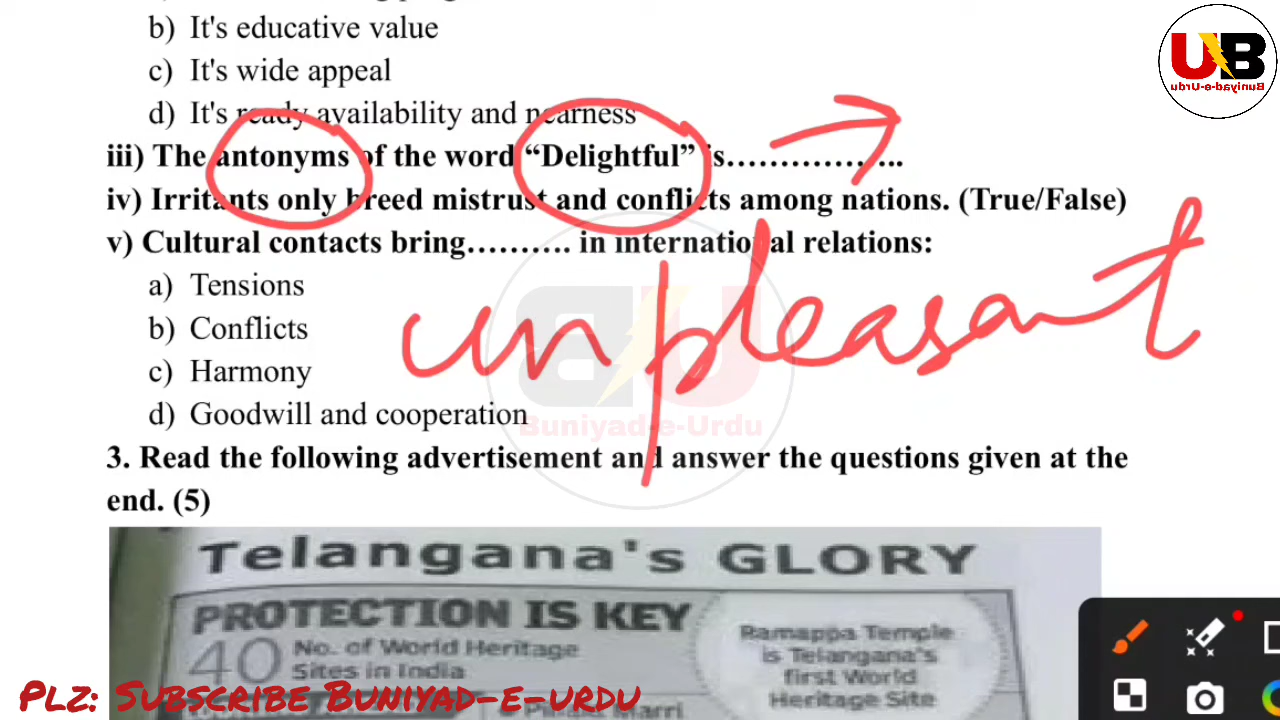 b) It's educative value
c) It's wide appeal
d) It's ready availability and nearness
iii) The antonyms of the word “Delightful” is……………..
iv) Irritants only breed mistrust and conflicts among nations. (True/False)
v) Cultural contacts bring………. in international relations:
a) Tensions
b) Conflicts
c) Harmony
d) Goodwill and cooperation
unpleasant
3. Read the following advertisement and answer the questions given at the
end. (5)
Telangana's GLORY
PROTECTION IS KEY
40 No. of World Heritage
Sites in India
Ramappa Temple
is Telangana's
first World
Heritage Site
Marri
Plz: Subscribe Buniyad-e-urdu
UB
Buniyad-e-Urdu
Buniyad-e-Urdu